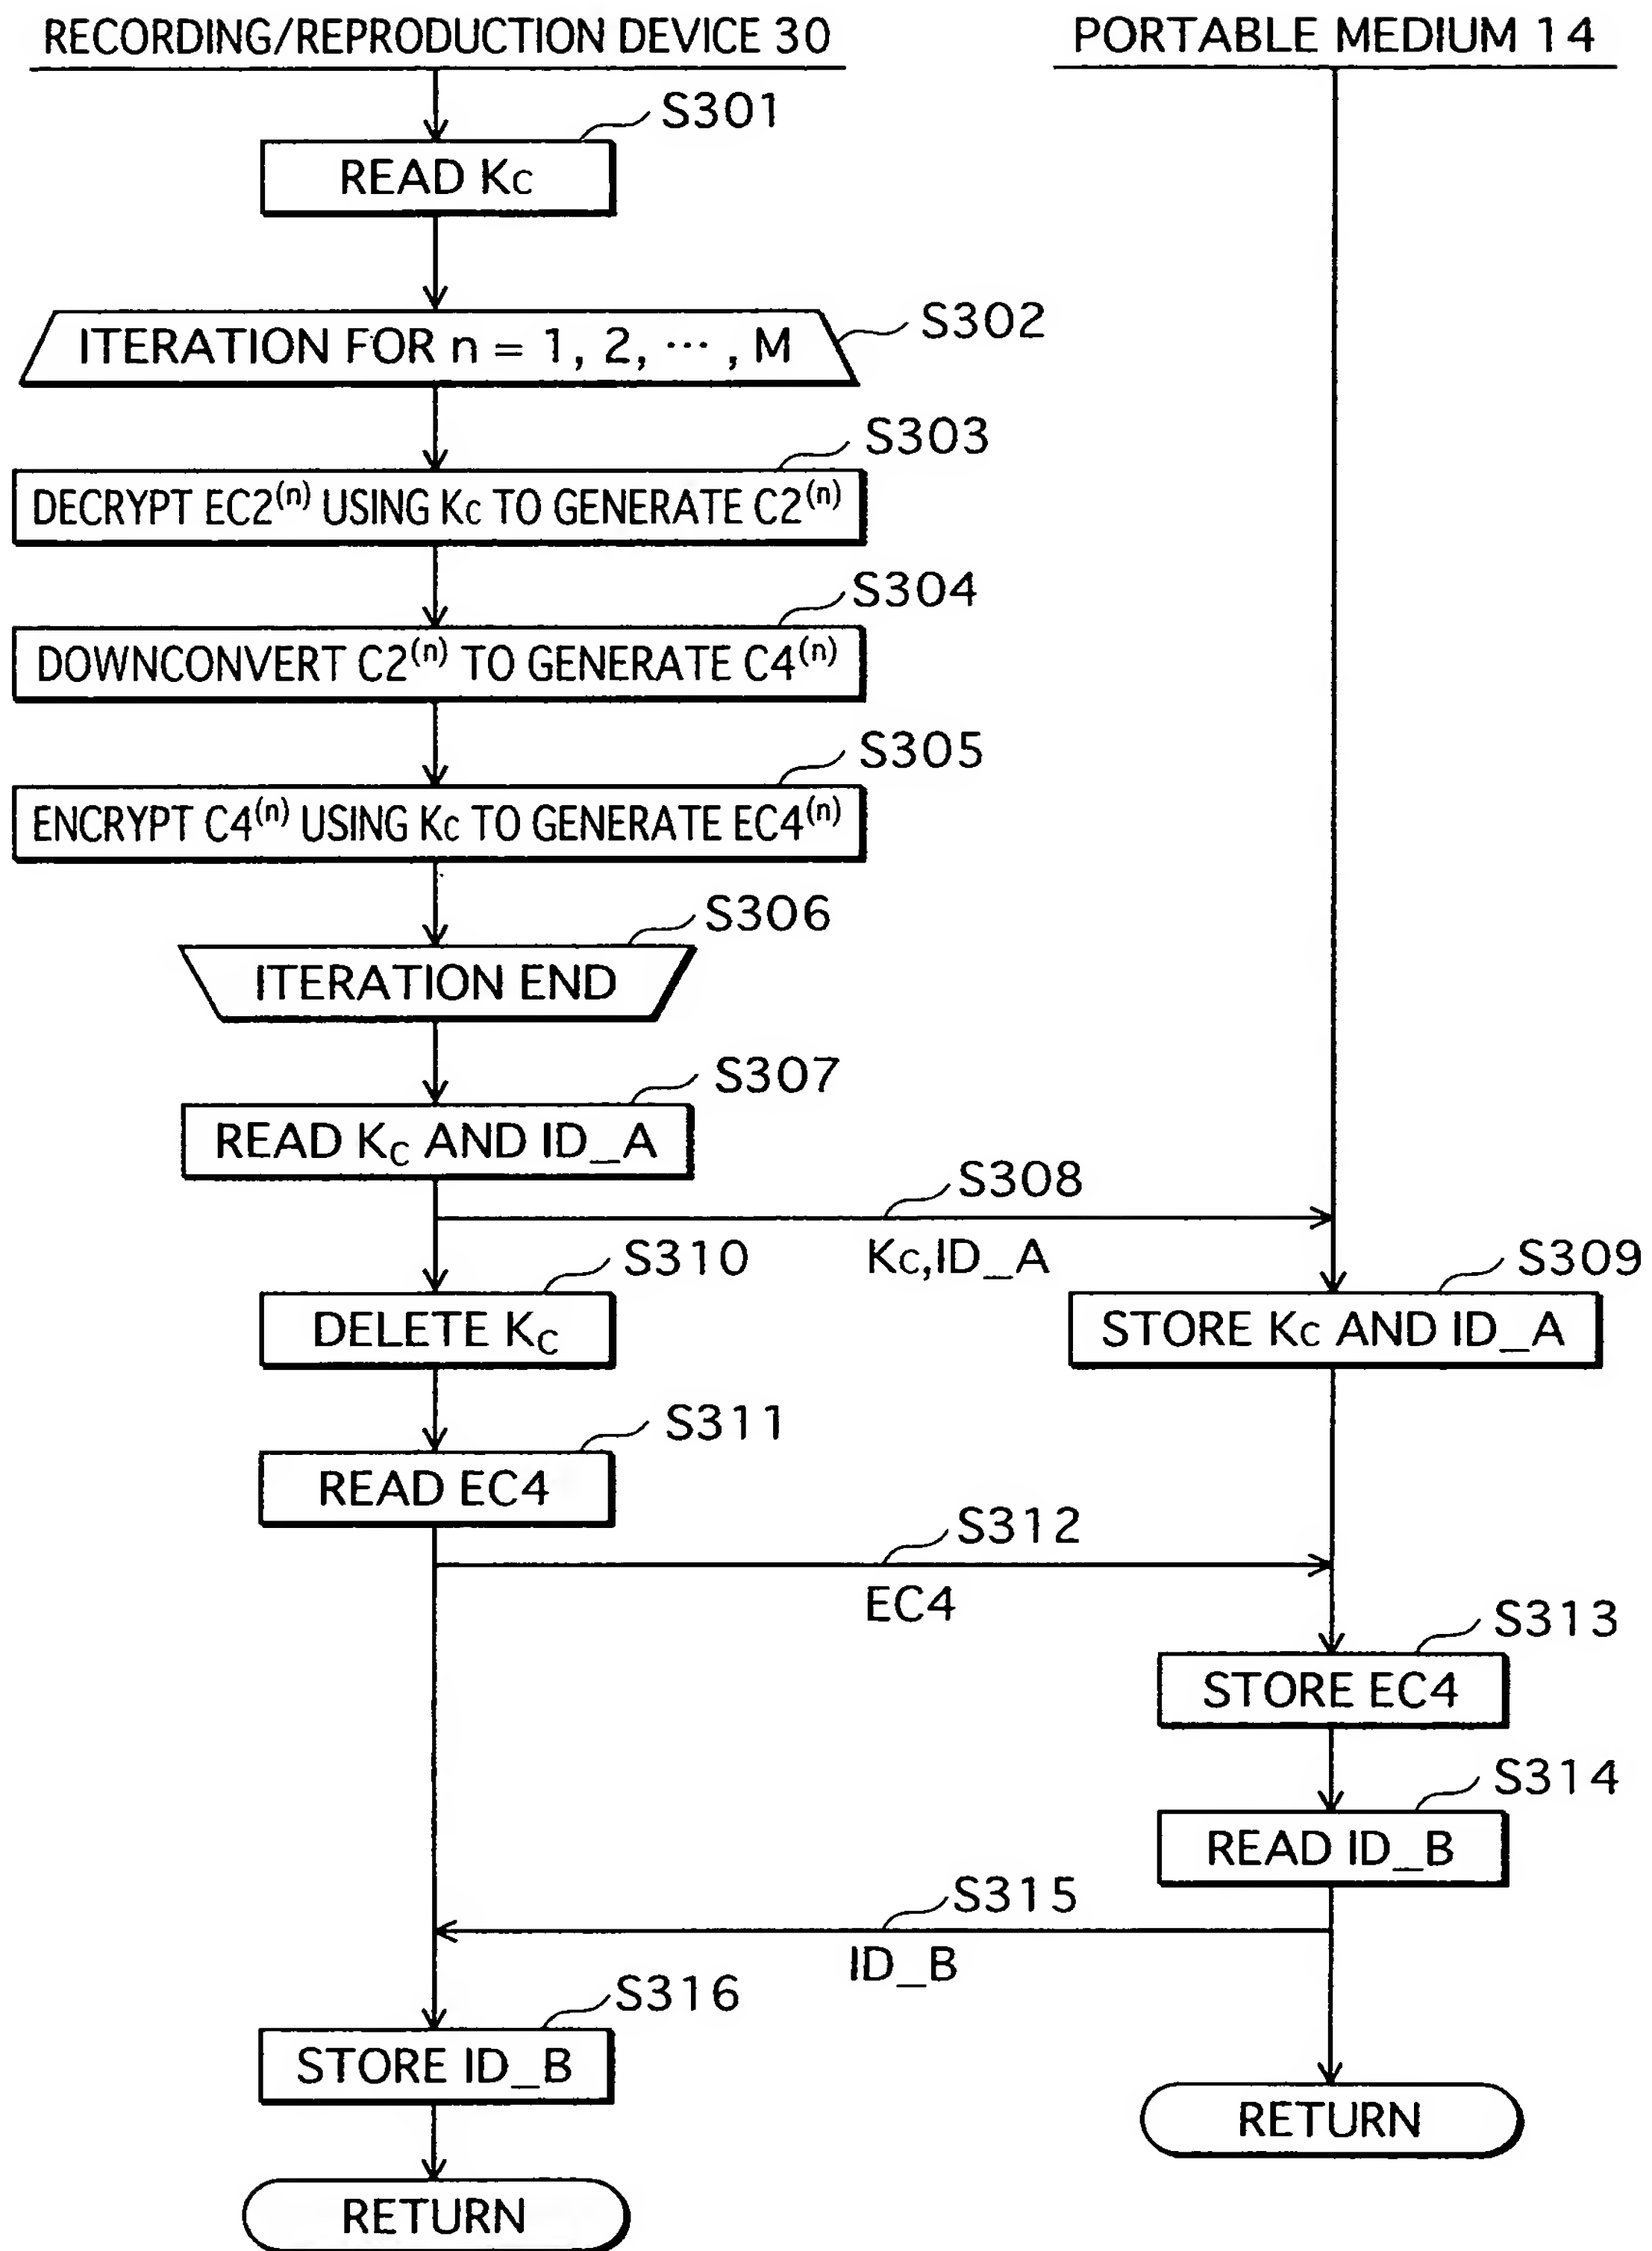 RECORDING/REPRODUCTION DEVICE 30
PORTABLE MEDIUM 14
S301
READ Kc
S302
ITERATION FOR n = 1, 2, ··· , M
S303
DECRYPT EC2(n) USING Kc TO GENERATE C2(n)
S304
DOWNCONVERT C2(n) TO GENERATE C4(n)
S305
ENCRYPT C4(n) USING Kc TO GENERATE EC4(n)
S306
ITERATION END
S307
READ Kc AND ID_A
S308
Kc,ID_A
S310
DELETE Kc
S309
STORE Kc AND ID_A
S311
READ EC4
S312
EC4
S313
STORE EC4
S314
READ ID_B
S315
ID_B
S316
STORE ID_B
RETURN
RETURN